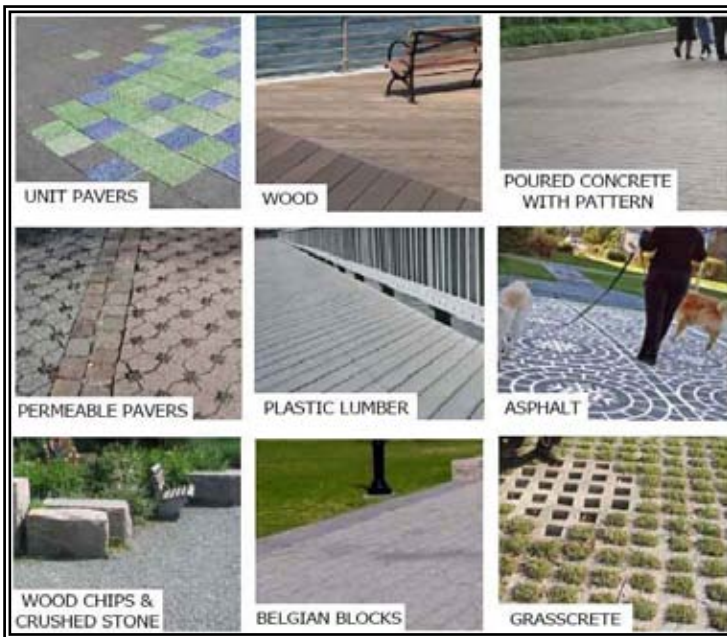 UNIT PAVERS
WOOD
POURED CONCRETE
WITH PATTERN
PERMEABLE PAVERS
PLASTIC LUMBER
ASPHALT
WOOD CHIPS &
CRUSHED STONE
BELGIAN BLOCKS
GRASSCRETE